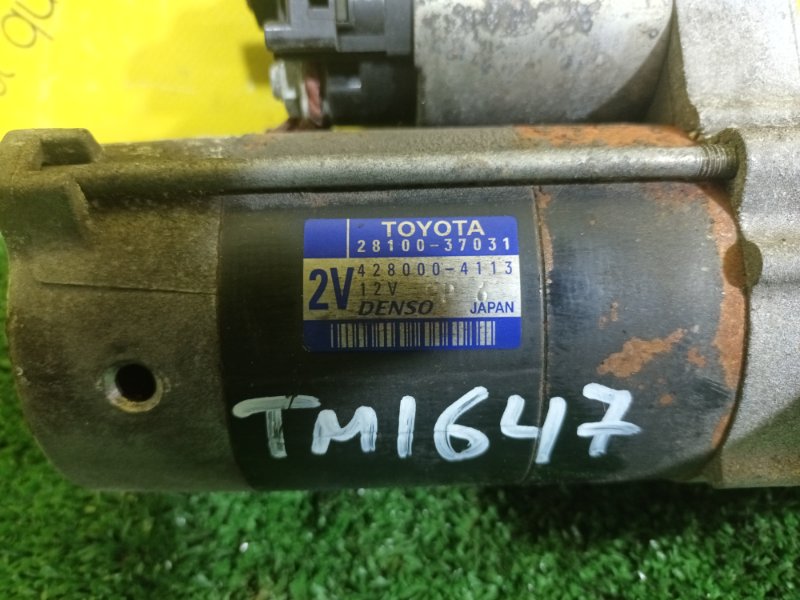 TOYOTA
28100-37031
2V
428000-4113
12V
DENSO JAPAN
TM1647